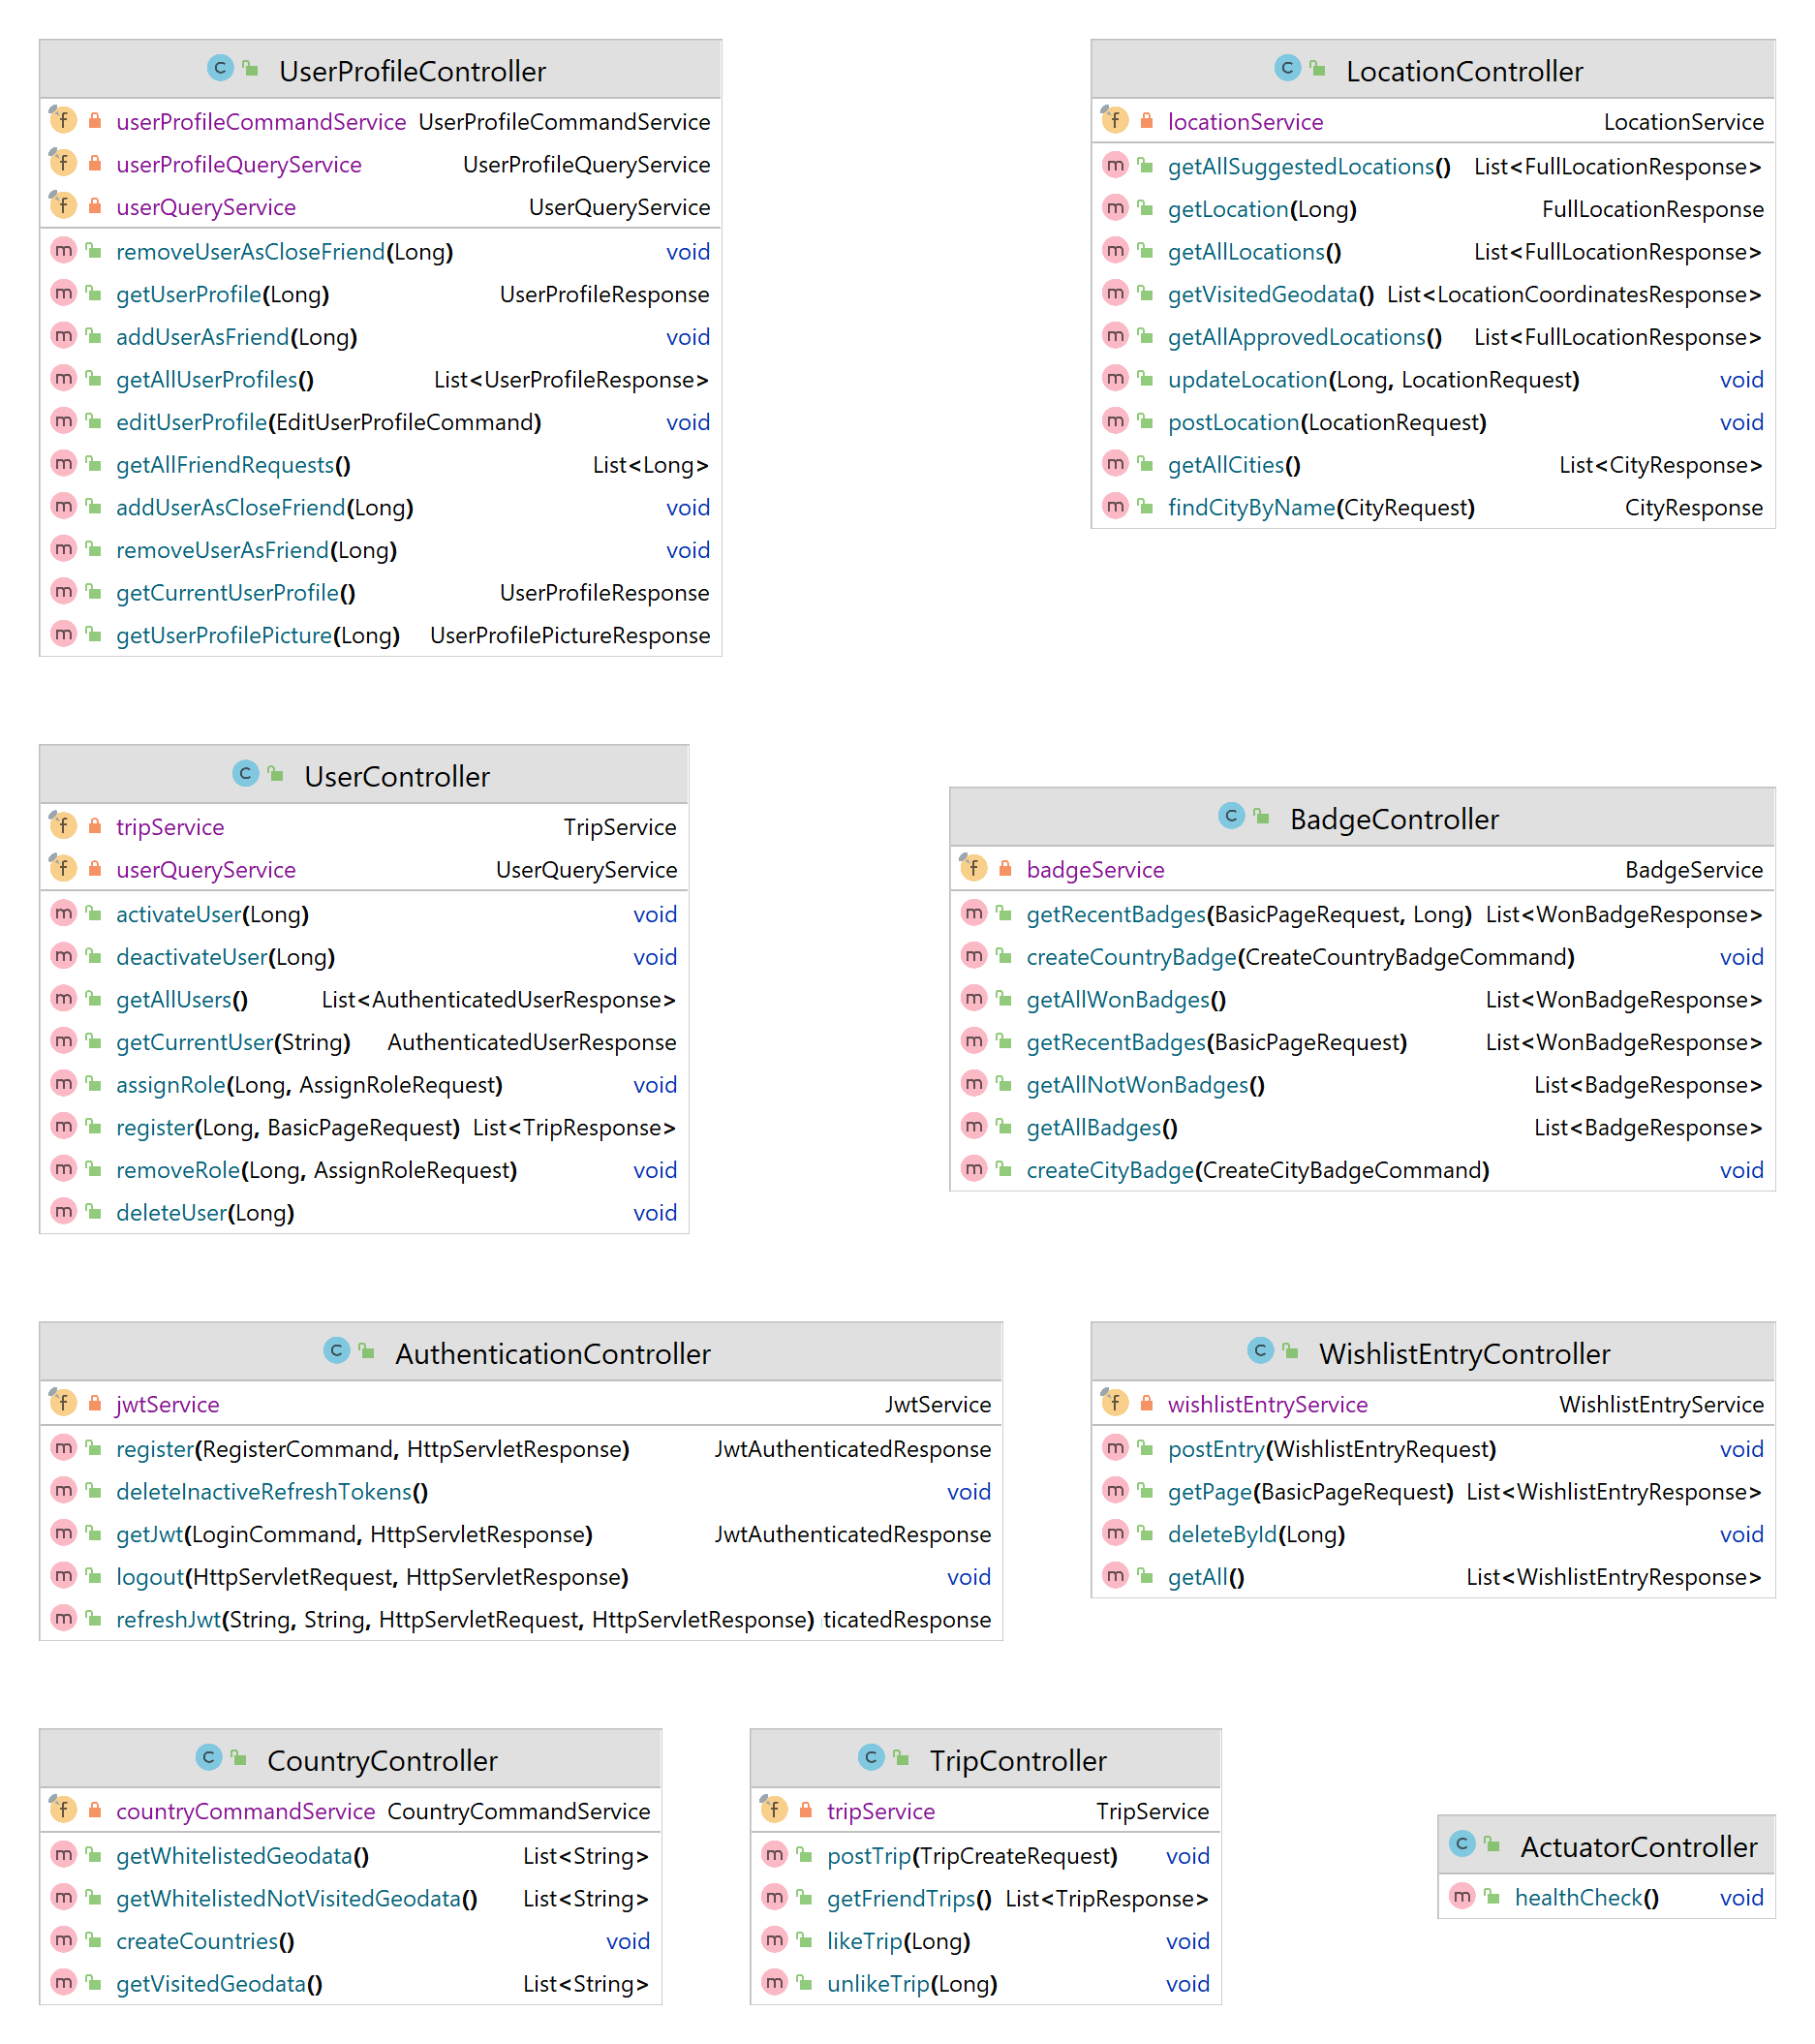 UserProfileController
userProfileCommandService UserProfileCommandService
userProfileQueryService UserProfileQueryService
userQueryService UserQueryService
removeUserAsCloseFriend(Long) void
getUserProfile(Long) UserProfileResponse
addUserAsFriend(Long) void
getAllUserProfiles() List<UserProfileResponse>
editUserProfile(EditUserProfileCommand) void
getAllFriendRequests() List<Long>
addUserAsCloseFriend(Long) void
removeUserAsFriend(Long) void
getCurrentUserProfile() UserProfileResponse
getUserProfilePicture(Long) UserProfilePictureResponse
LocationController
locationService LocationService
getAllSuggestedLocations() List<FullLocationResponse>
getLocation(Long) FullLocationResponse
getAllLocations() List<FullLocationResponse>
getVisitedGeodata() List<LocationCoordinatesResponse>
getAllApprovedLocations() List<FullLocationResponse>
updateLocation(Long, LocationRequest) void
postLocation(LocationRequest) void
getAllCities() List<CityResponse>
findCityByName(CityRequest) CityResponse
UserController
tripService TripService
userQueryService UserQueryService
activateUser(Long) void
deactivateUser(Long) void
getAllUsers() List<AuthenticatedUserResponse>
getCurrentUser(String) AuthenticatedUserResponse
assignRole(Long, AssignRoleRequest) void
register(Long, BasicPageRequest) List<TripResponse>
removeRole(Long, AssignRoleRequest) void
deleteUser(Long) void
BadgeController
badgeService BadgeService
getRecentBadges(BasicPageRequest, Long) List<WonBadgeResponse>
createCountryBadge(CreateCountryBadgeCommand) void
getAllWonBadges() List<WonBadgeResponse>
getRecentBadges(BasicPageRequest) List<WonBadgeResponse>
getAllNotWonBadges() List<BadgeResponse>
getAllBadges() List<BadgeResponse>
createCityBadge(CreateCityBadgeCommand) void
AuthenticationController
jwtService JwtService
register(RegisterCommand, HttpServletResponse) JwtAuthenticatedResponse
deleteInactiveRefreshTokens() void
getJwt(LoginCommand, HttpServletResponse) JwtAuthenticatedResponse
logout(HttpServletRequest, HttpServletResponse) void
refreshJwt(String, String, HttpServletRequest, HttpServletResponse) ticatedResponse
WishlistEntryController
wishlistEntryService WishlistEntryService
postEntry(WishlistEntryRequest) void
getPage(BasicPageRequest) List<WishlistEntryResponse>
deleteById(Long) void
getAll() List<WishlistEntryResponse>
CountryController
countryCommandService CountryCommandService
getWhitelistedGeodata() List<String>
getWhitelistedNotVisitedGeodata() List<String>
createCountries() void
getVisitedGeodata() List<String>
TripController
tripService TripService
postTrip(TripCreateRequest) void
getFriendTrips() List<TripResponse>
likeTrip(Long) void
unlikeTrip(Long) void
ActuatorController
healthCheck() void